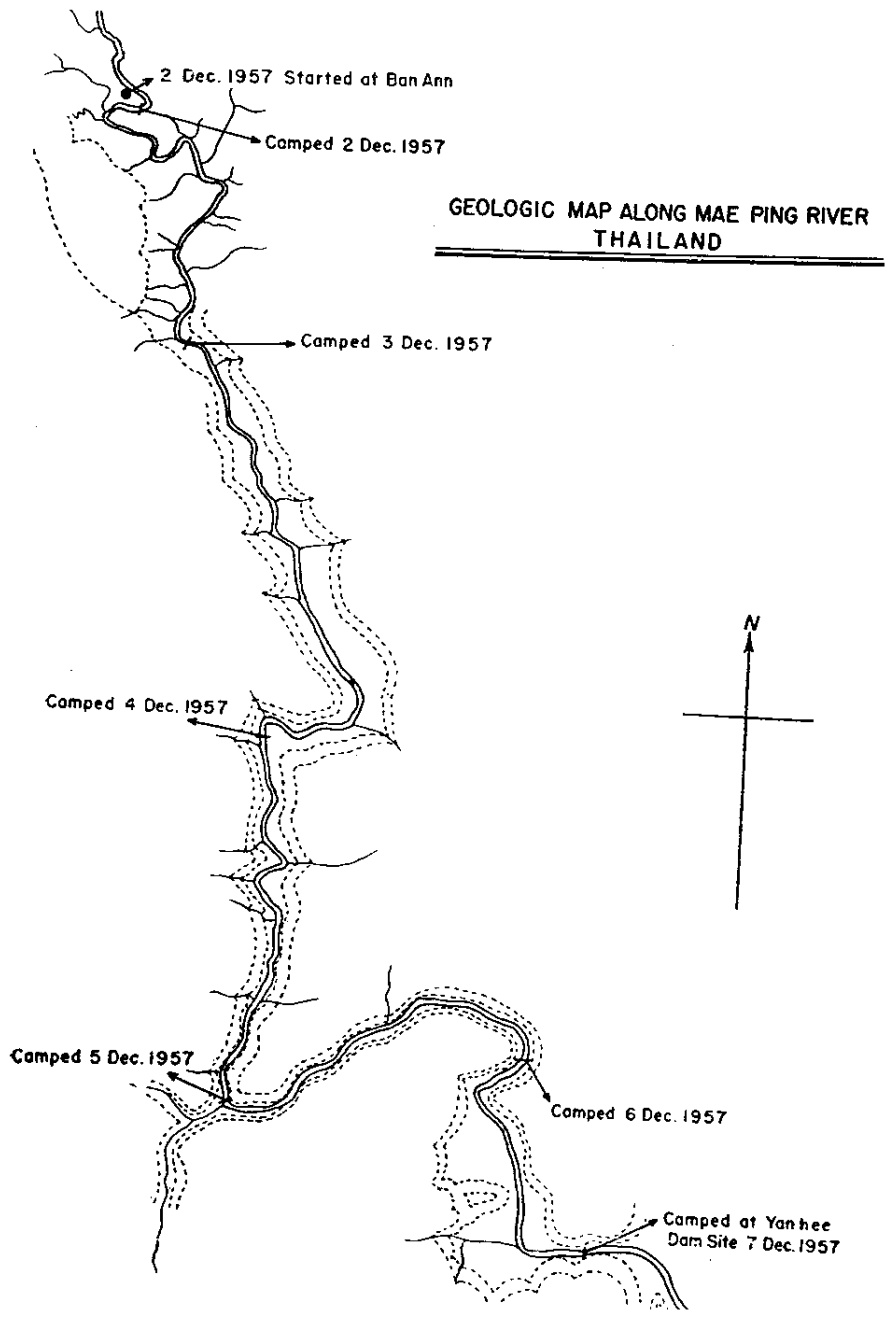 2 Dec. 1957 Started at Ban Ann
Camped 2 Dec. 1957
GEOLOGIC MAP ALONG MAE PING RIVER
THAILAND
Camped 3 Dec. 1957
N
Camped 4 Dec. 1957
Camped 5 Dec. 1957
Camped 6 Dec. 1957
Camped at Yanhee
Dam Site 7 Dec. 1957